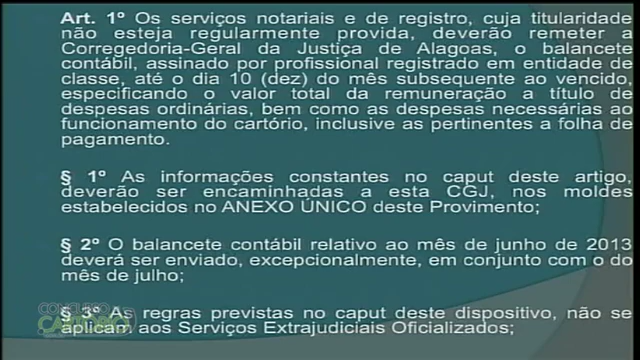 Art. 1º Os serviços notariais e de registro, cuja titularidade
não esteja regularmente provida, deverão remeter a
Corregedoria-Geral da Justiça de Alagoas, o balancete
contábil, assinado por profissional registrado em entidade de
classe, até o dia 10 (dez) do mês subsequente ao vencido,
especificando o valor total da remuneração a título de
despesas ordinárias, bem como as despesas necessárias ao
funcionamento do cartório, inclusive as pertinentes a folha de
pagamento.
§ 1º As informações constantes no caput deste artigo,
deverão ser encaminhadas a esta CGJ, nos moldes
estabelecidos no ANEXO ÚNICO deste Provimento;
§ 2º O balancete contábil relativo ao mês de junho de 2013
deverá ser enviado, excepcionalmente, em conjunto com o do
mês de julho;
§ 3º As regras previstas no caput deste dispositivo, não se
aplicam aos Serviços Extrajudiciais Oficializados;
CONCURSO